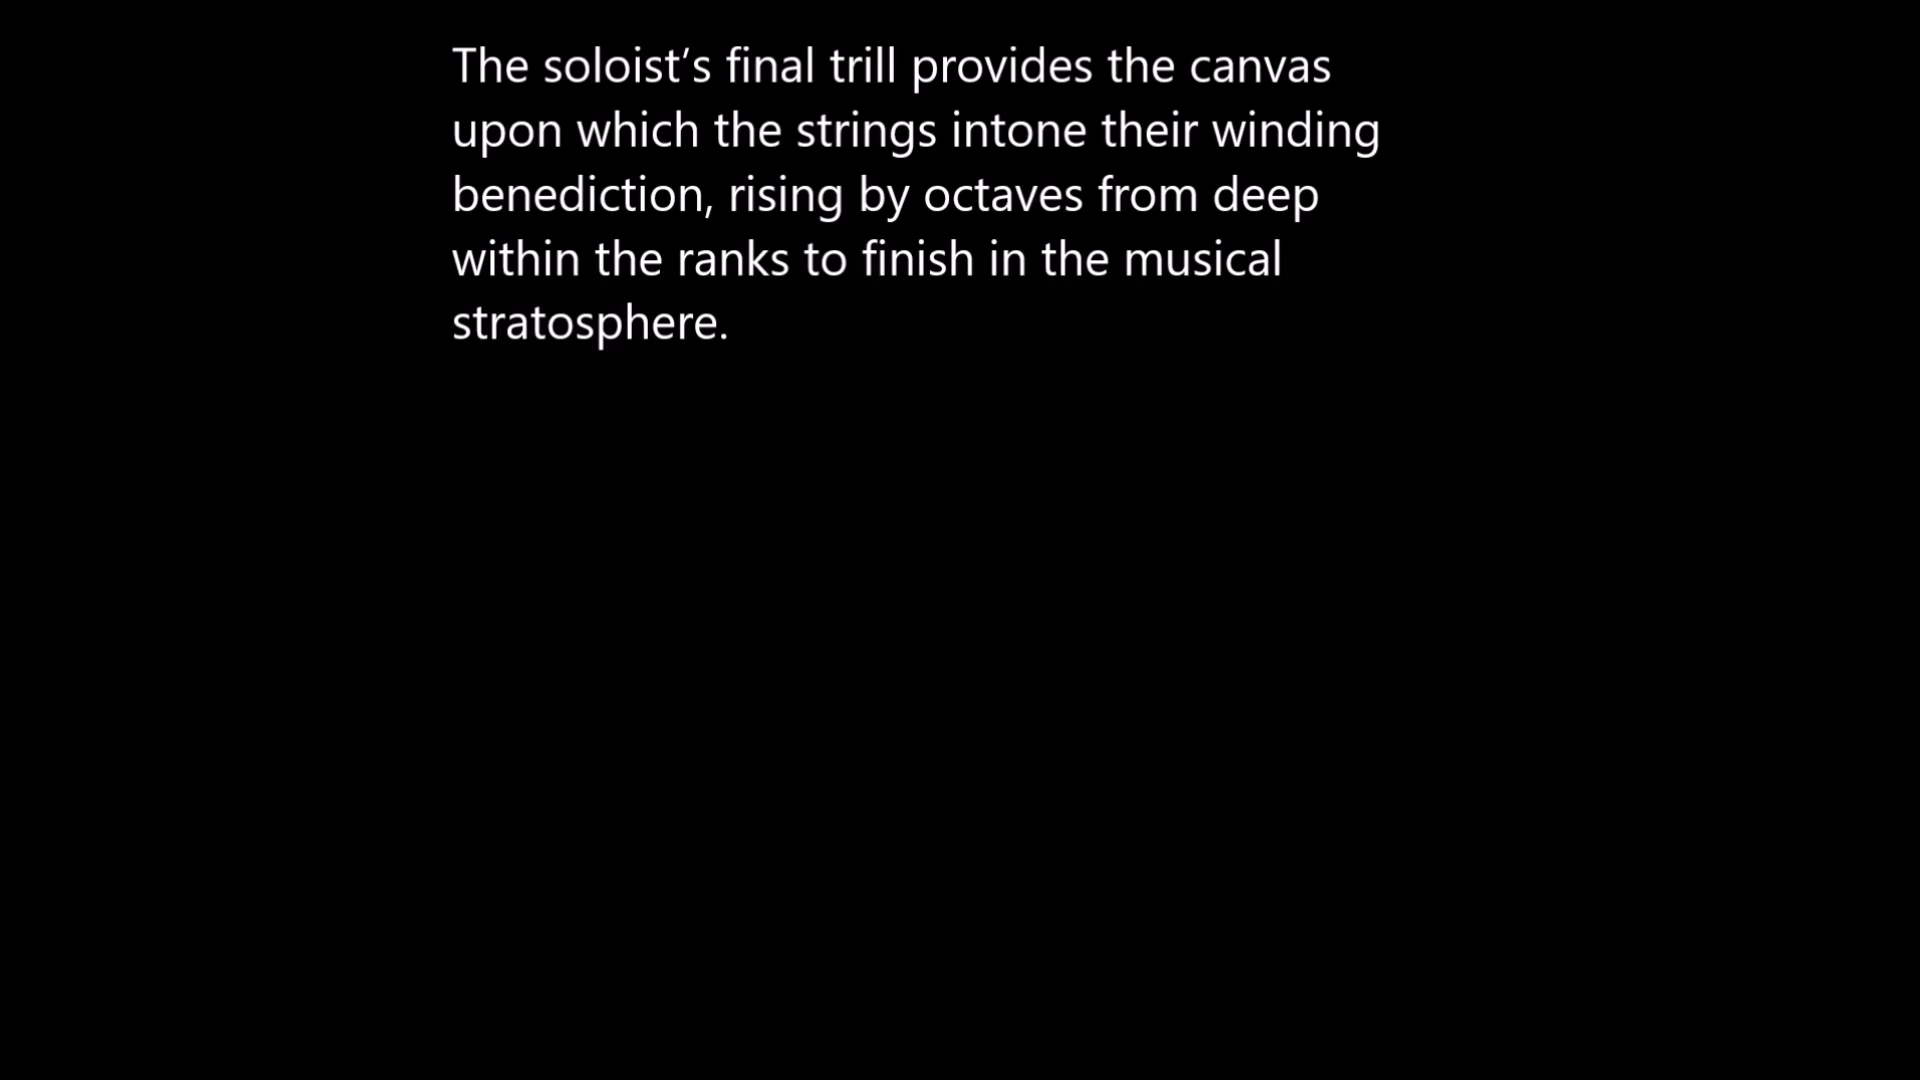 The soloist’s final trill provides the canvas
upon which the strings intone their winding
benediction, rising by octaves from deep
within the ranks to finish in the musical
stratosphere.